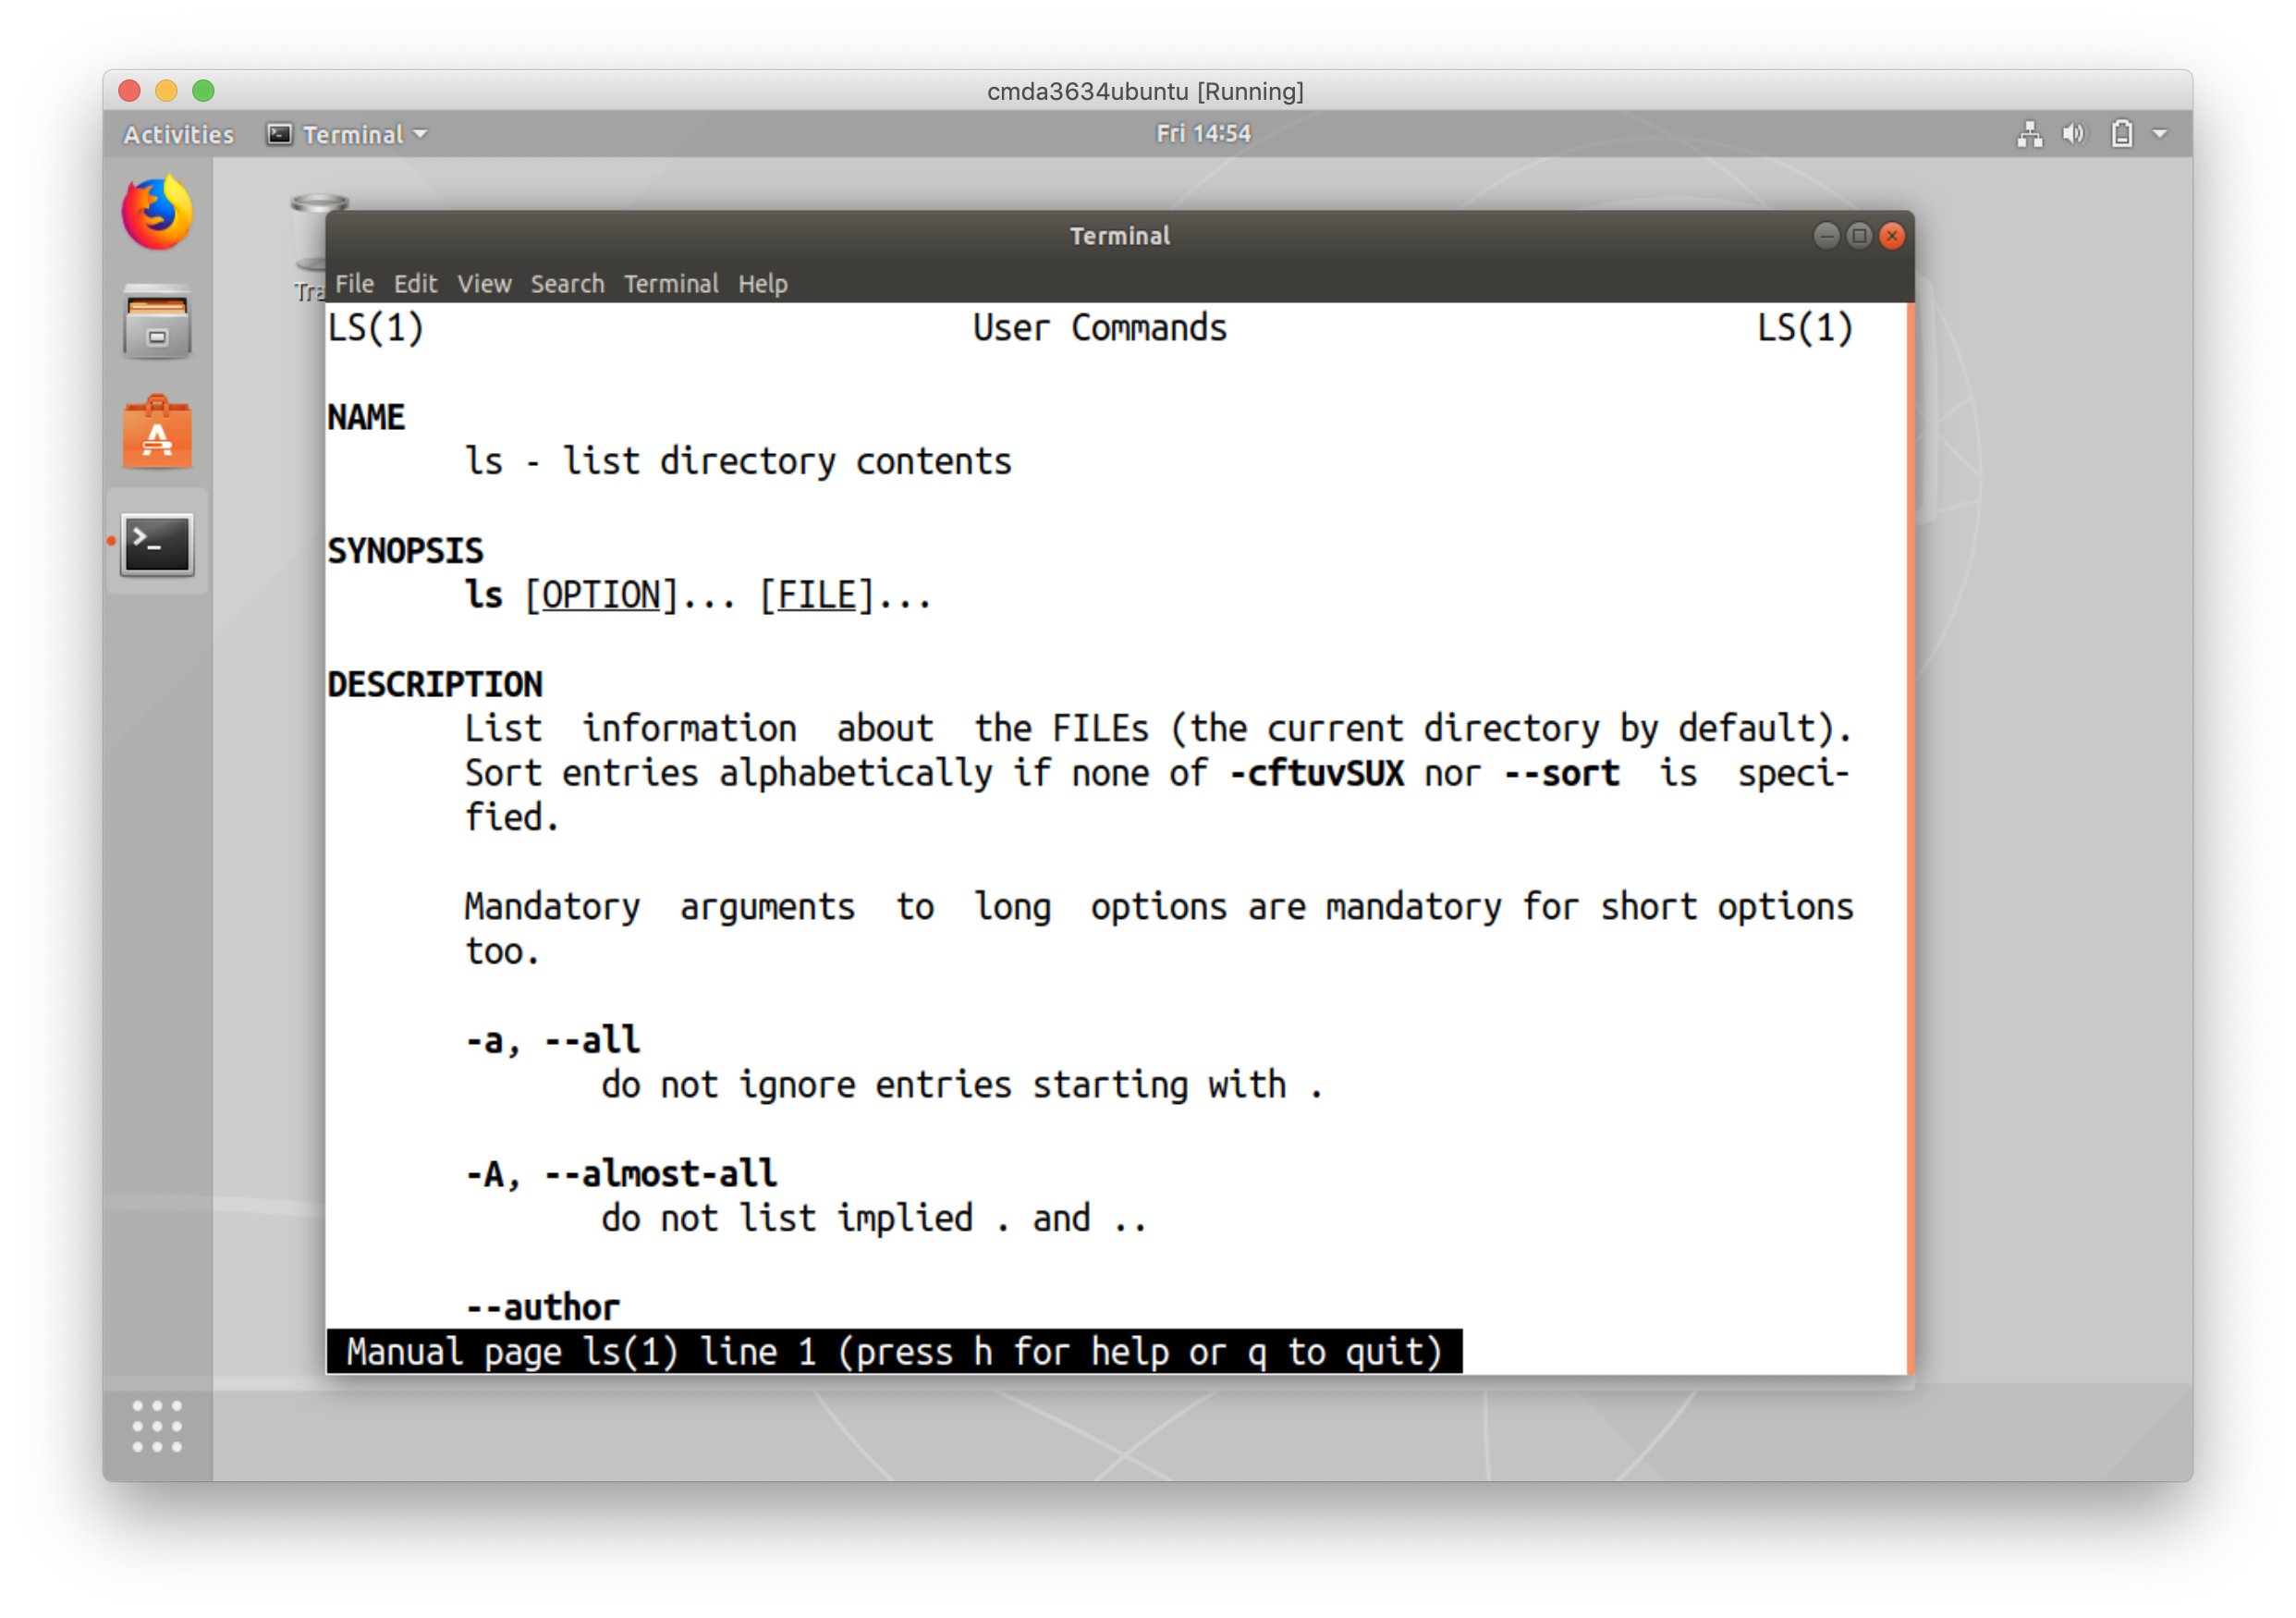 cmda3634ubuntu [Running]
Activities Terminal Fri 14:54
Tra
Terminal
File Edit View Search Terminal Help
LS(1) User Commands LS(1)
NAME
ls - list directory contents
SYNOPSIS
ls [OPTION]... [FILE]...
DESCRIPTION
List information about the FILEs (the current directory by default).
Sort entries alphabetically if none of -cftuvSUX nor --sort is speci-
fied.
Mandatory arguments to long options are mandatory for short options
too.
-a, --all
do not ignore entries starting with .
-A, --almost-all
do not list implied . and ..
--author
Manual page ls(1) line 1 (press h for help or q to quit)